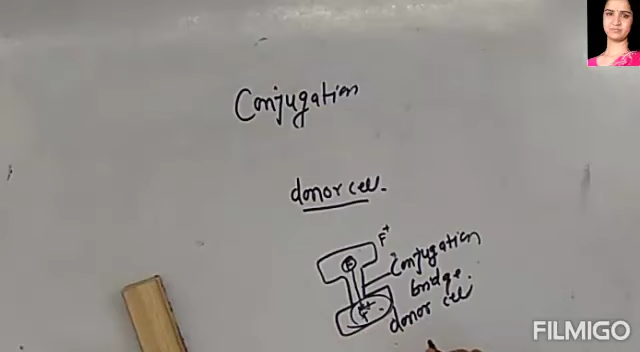 Conjugation
donor cell.
F+
Conjugation
bridge.
donor cell
FILMIGO